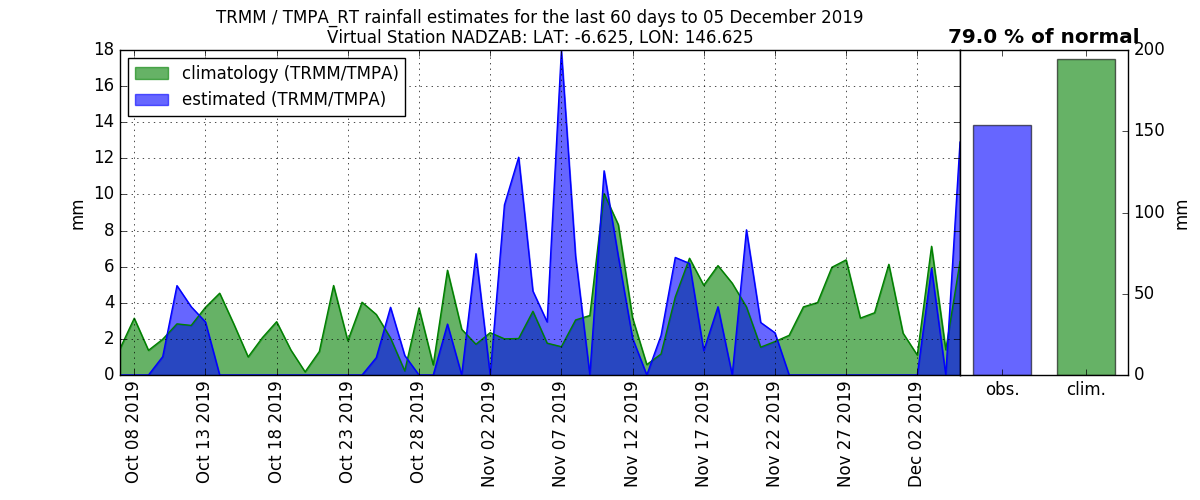 TRMM / TMPA_RT rainfall estimates for the last 60 days to 05 December 2019
Virtual Station NADZAB: LAT: -6.625, LON: 146.625
79.0 % of normal
climatology (TRMM/TMPA)
estimated (TRMM/TMPA)
18
16
14
12
10
8
6
4
2
0
mm
Oct 08 2019
Oct 13 2019
Oct 18 2019
Oct 23 2019
Oct 28 2019
Nov 02 2019
Nov 07 2019
Nov 12 2019
Nov 17 2019
Nov 22 2019
Nov 27 2019
Dec 02 2019
obs.
clim.
200
150
100
50
0
mm